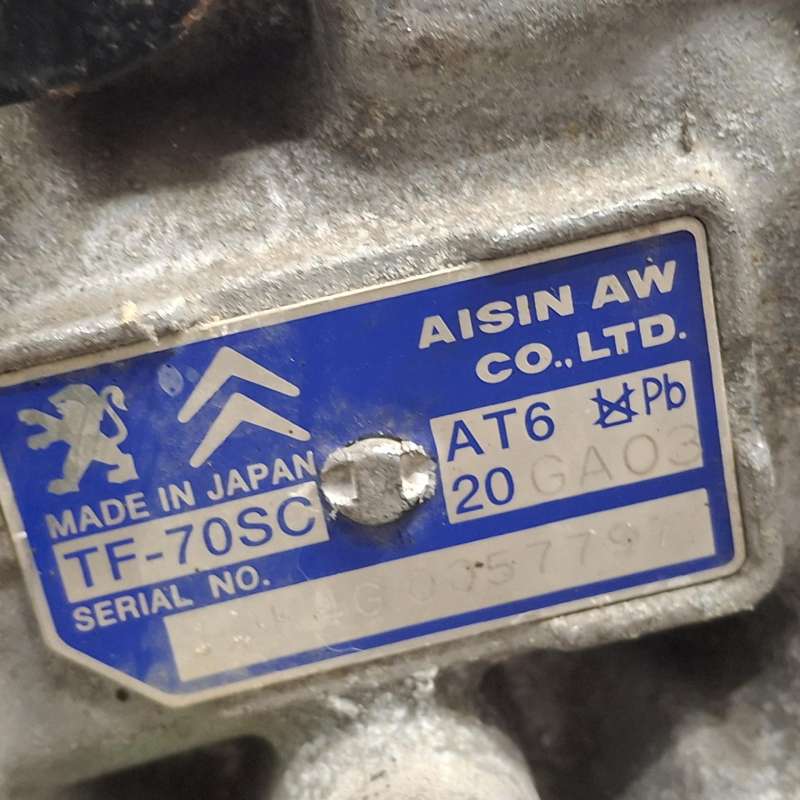 AISIN AW
CO.,LTD.
AT6 Pb
20 GA03
MADE IN JAPAN
TF-70SC
SERIAL NO.